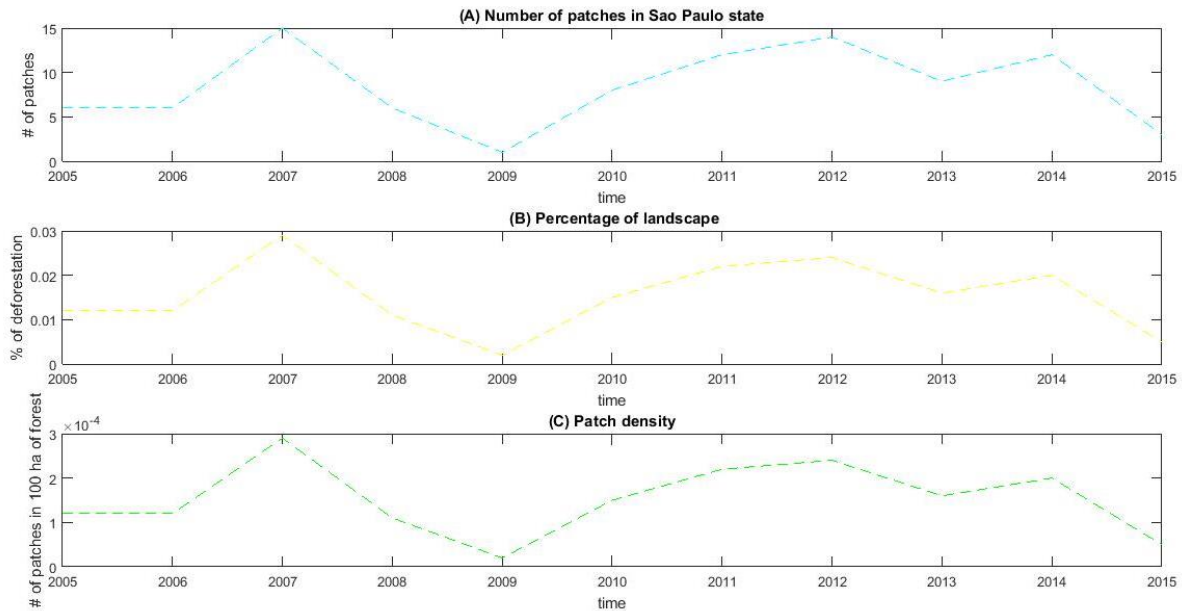 (A) Number of patches in Sao Paulo state
# of patches
15
10
5
0
2005 2006 2007 2008 2009 2010 2011 2012 2013 2014 2015
time
(B) Percentage of landscape
% of deforestation
0.03
0.02
0.01
0
2005 2006 2007 2008 2009 2010 2011 2012 2013 2014 2015
time
(C) Patch density
# of patches in 100 ha of forest
×10⁻⁴
3
2
1
0
2005 2006 2007 2008 2009 2010 2011 2012 2013 2014 2015
time